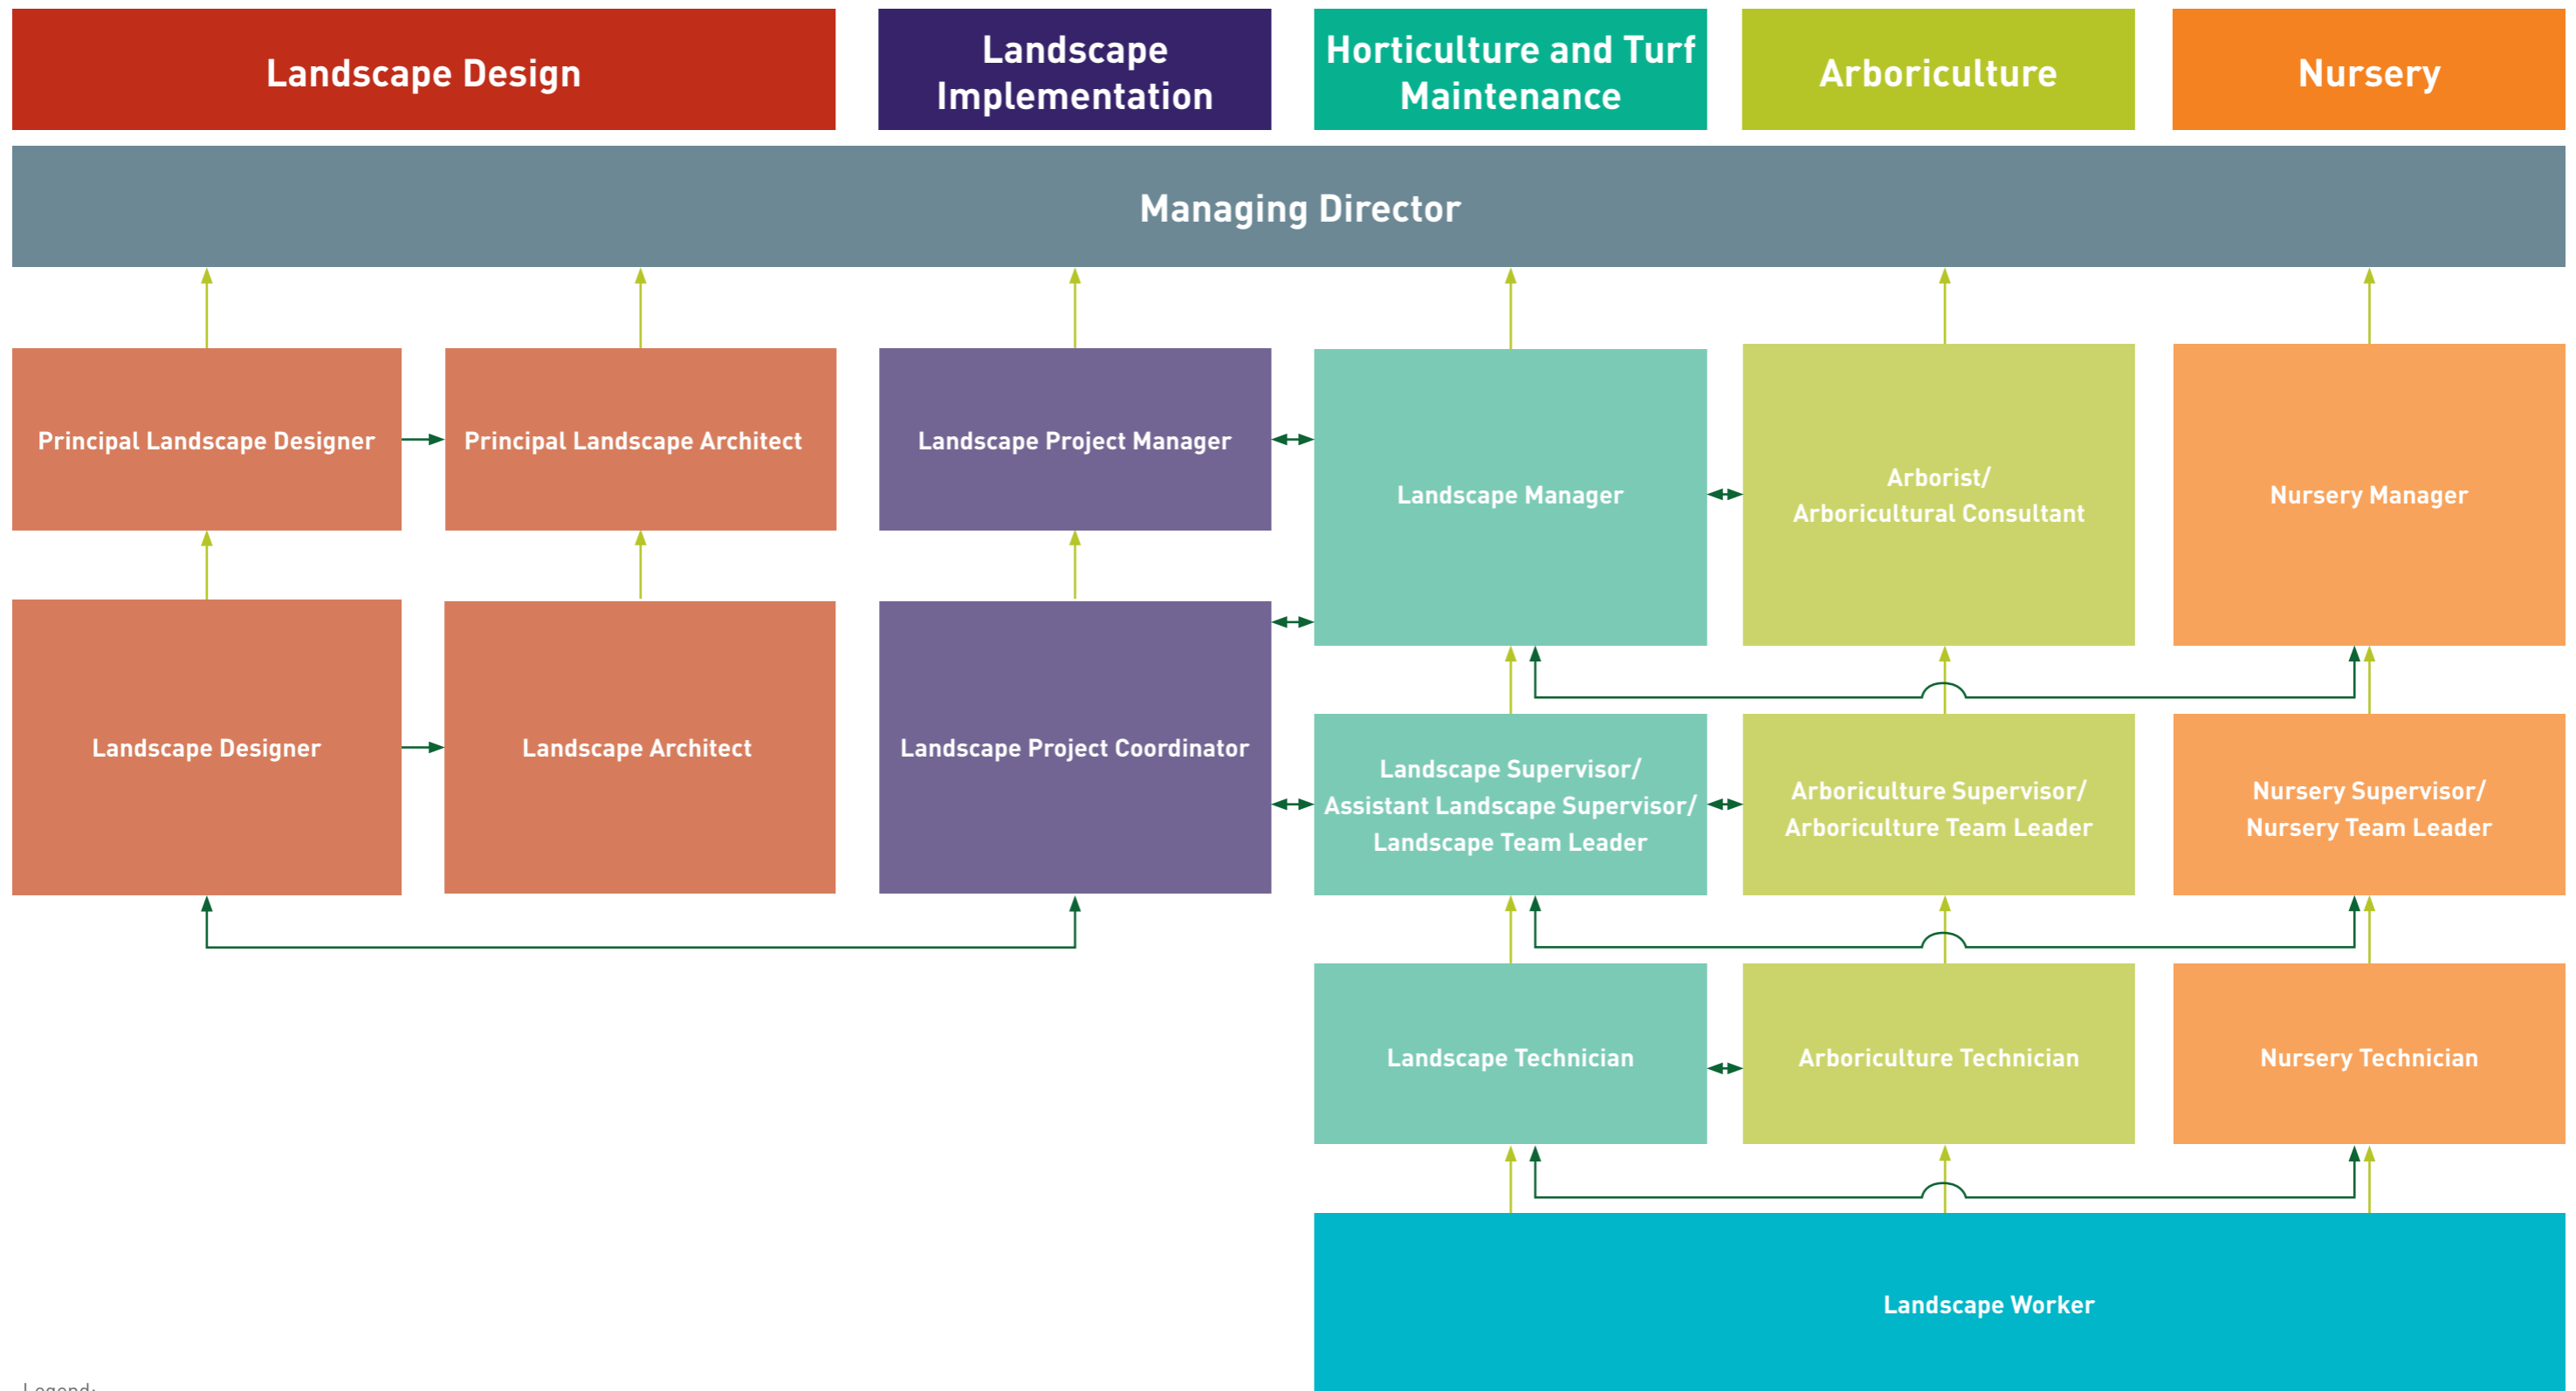 Landscape Design
Landscape
Implementation
Horticulture and Turf
Maintenance
Arboriculture
Nursery
Managing Director
Principal Landscape Designer
Principal Landscape Architect
Landscape Project Manager
Landscape Manager
Arborist/
Arboricultural Consultant
Nursery Manager
Landscape Designer
Landscape Architect
Landscape Project Coordinator
Landscape Supervisor/
Assistant Landscape Supervisor/
Landscape Team Leader
Arboriculture Supervisor/
Arboriculture Team Leader
Nursery Supervisor/
Nursery Team Leader
Landscape Technician
Arboriculture Technician
Nursery Technician
Landscape Worker
Legend: